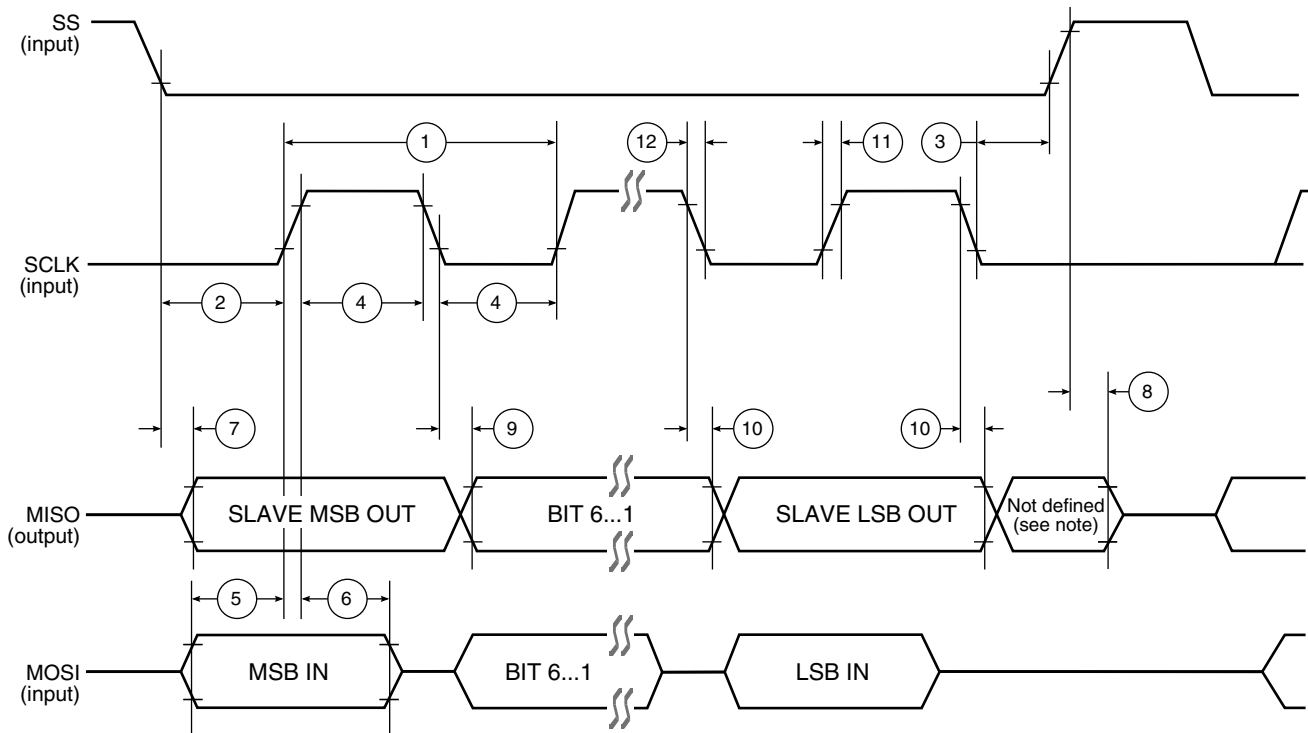 SS
(input)
1
12
11
3
SCLK
(input)
2
4
4
8
7
9
10
10
MISO
(output)
SLAVE MSB OUT
BIT 6...1
SLAVE LSB OUT
Not defined
(see note)
5
6
MOSI
(input)
MSB IN
BIT 6...1
LSB IN